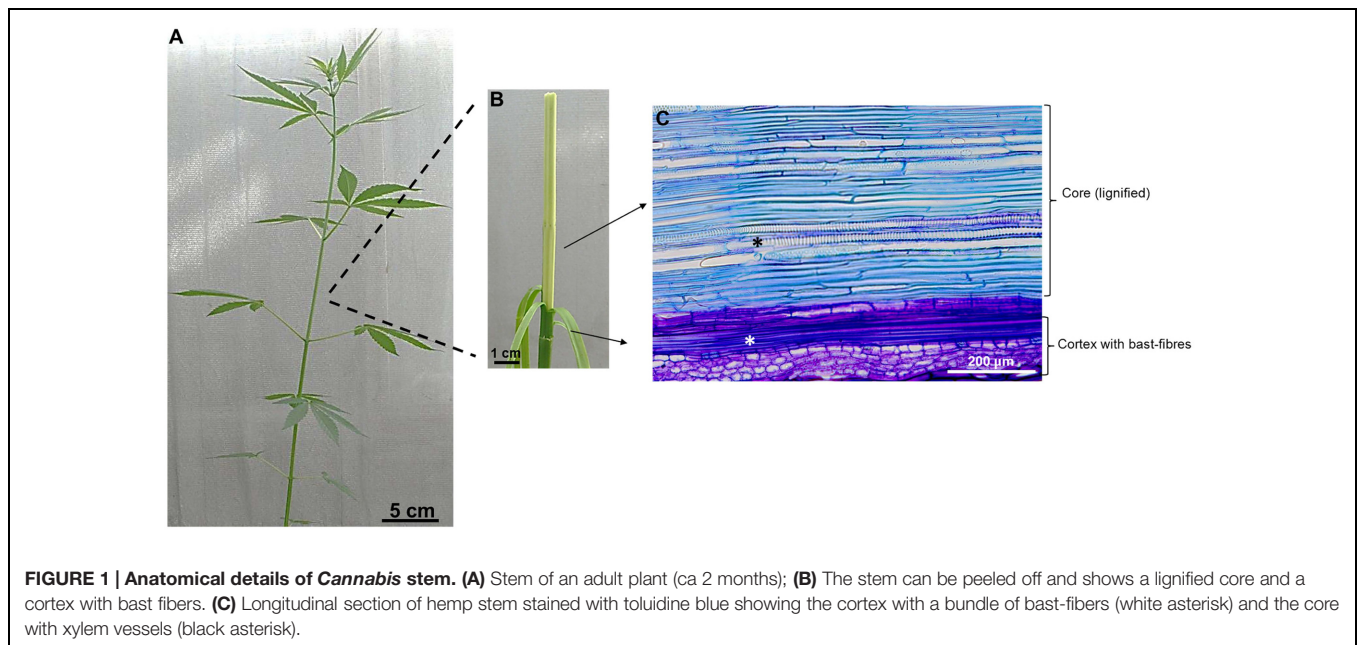 A
B
C
Core (lignified)
*
*
Cortex with bast-fibres
1 cm
200 µm
5 cm
FIGURE 1 | Anatomical details of Cannabis stem. (A) Stem of an adult plant (ca 2 months); (B) The stem can be peeled off and shows a lignified core and a
cortex with bast fibers. (C) Longitudinal section of hemp stem stained with toluidine blue showing the cortex with a bundle of bast-fibers (white asterisk) and the core
with xylem vessels (black asterisk).